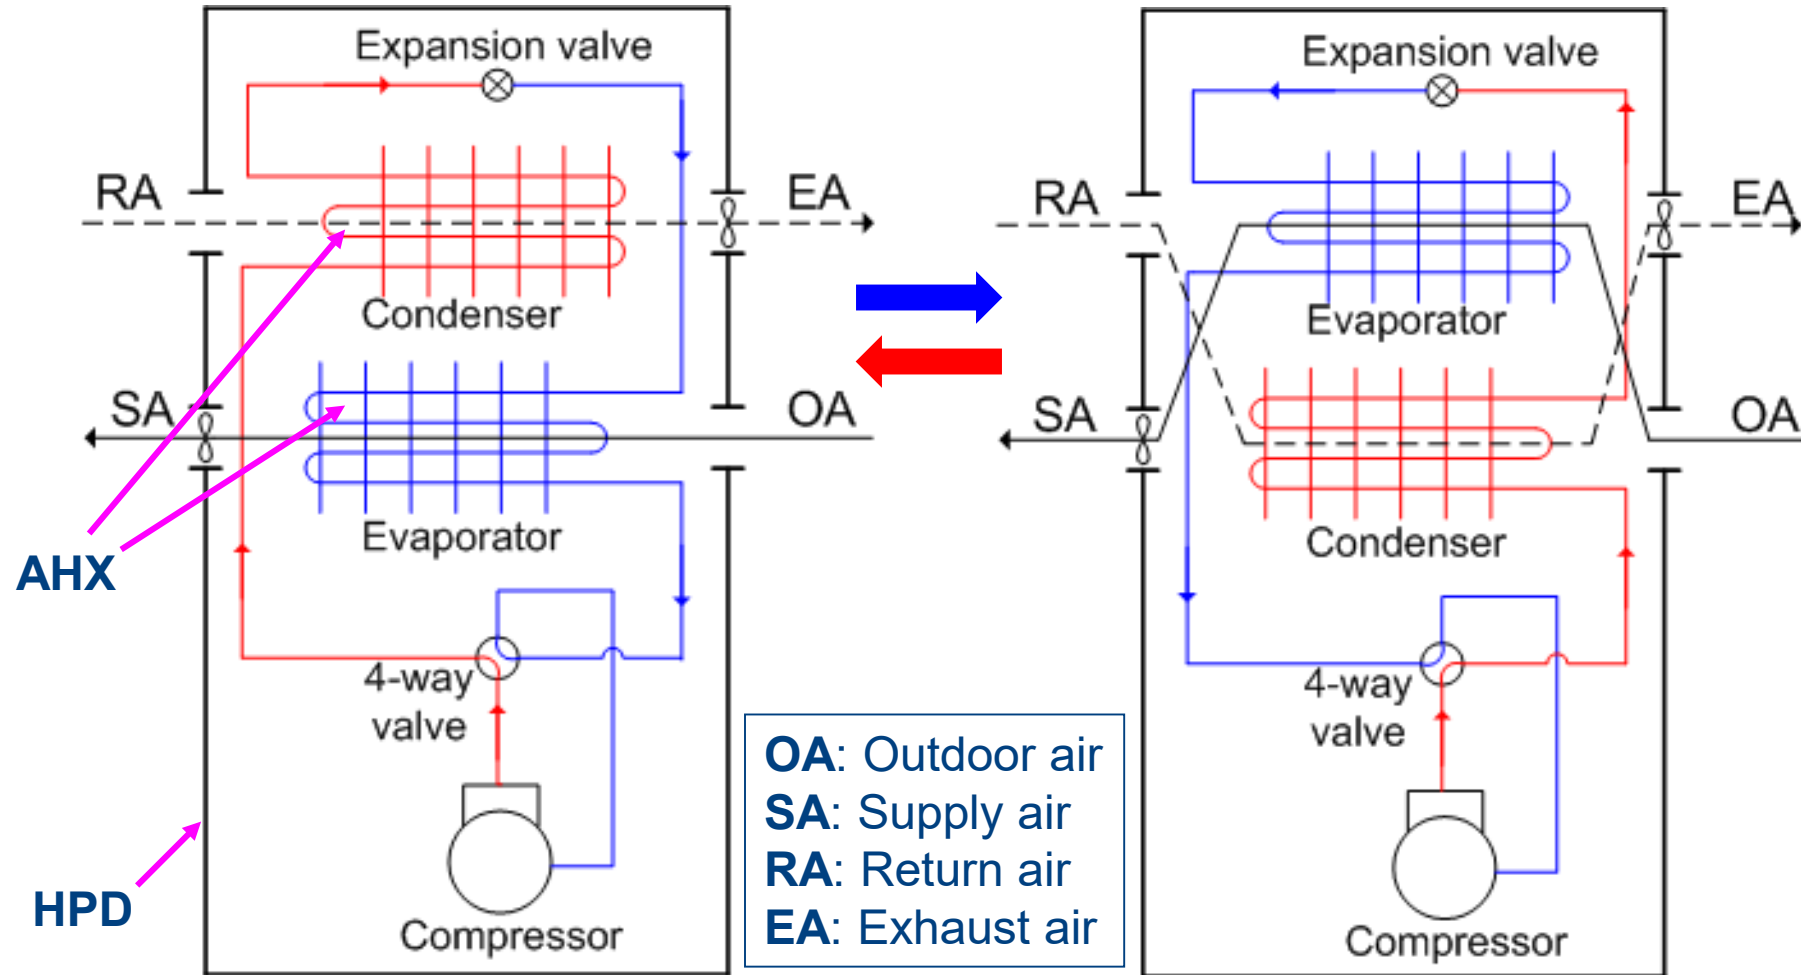 Expansion valve
RA
EA
Condenser
SA
OA
Evaporator
AHX
4-way
valve
HPD
Compressor
OA: Outdoor air
SA: Supply air
RA: Return air
EA: Exhaust air
Expansion valve
RA
EA
Evaporator
SA
OA
Condenser
4-way
valve
Compressor